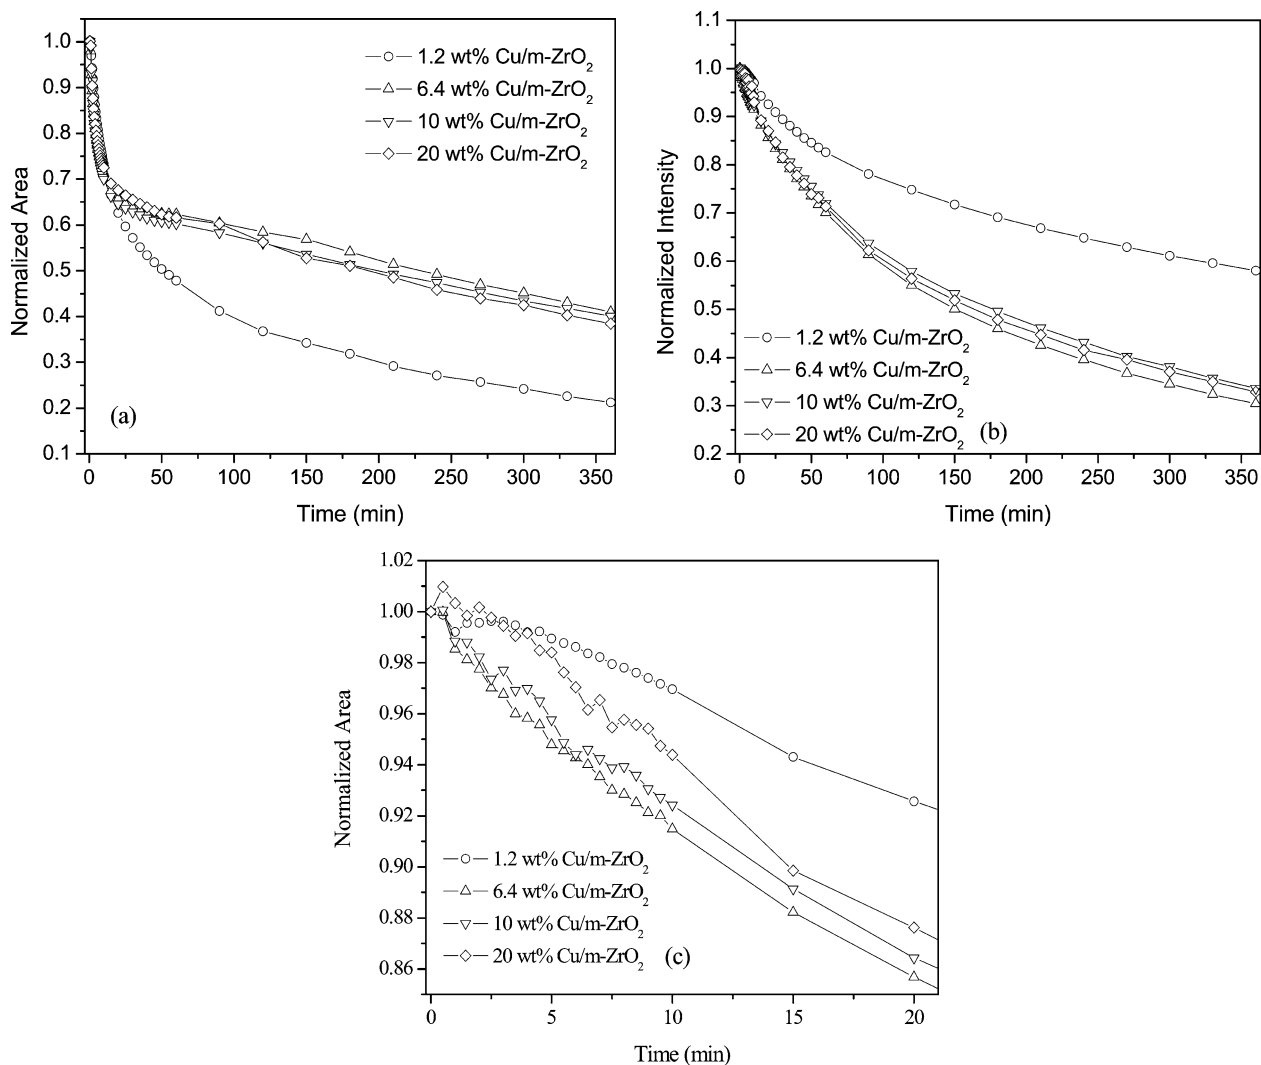 1.0
0.9
0.8
0.7
0.6
0.5
0.4
0.3
0.2
0.1
Normalized Area
1.2 wt% Cu/m-ZrO₂
6.4 wt% Cu/m-ZrO₂
10 wt% Cu/m-ZrO₂
20 wt% Cu/m-ZrO₂
(a)
0 50 100 150 200 250 300 350
Time (min)
1.1
1.0
0.9
0.8
0.7
0.6
0.5
0.4
0.3
0.2
Normalized Intensity
1.2 wt% Cu/m-ZrO₂
6.4 wt% Cu/m-ZrO₂
10 wt% Cu/m-ZrO₂
20 wt% Cu/m-ZrO₂
(b)
0 50 100 150 200 250 300 350
Time (min)
1.02
1.00
0.98
0.96
0.94
0.92
0.90
0.88
0.86
Normalized Area
1.2 wt% Cu/m-ZrO₂
6.4 wt% Cu/m-ZrO₂
10 wt% Cu/m-ZrO₂
20 wt% Cu/m-ZrO₂
(c)
0 5 10 15 20
Time (min)